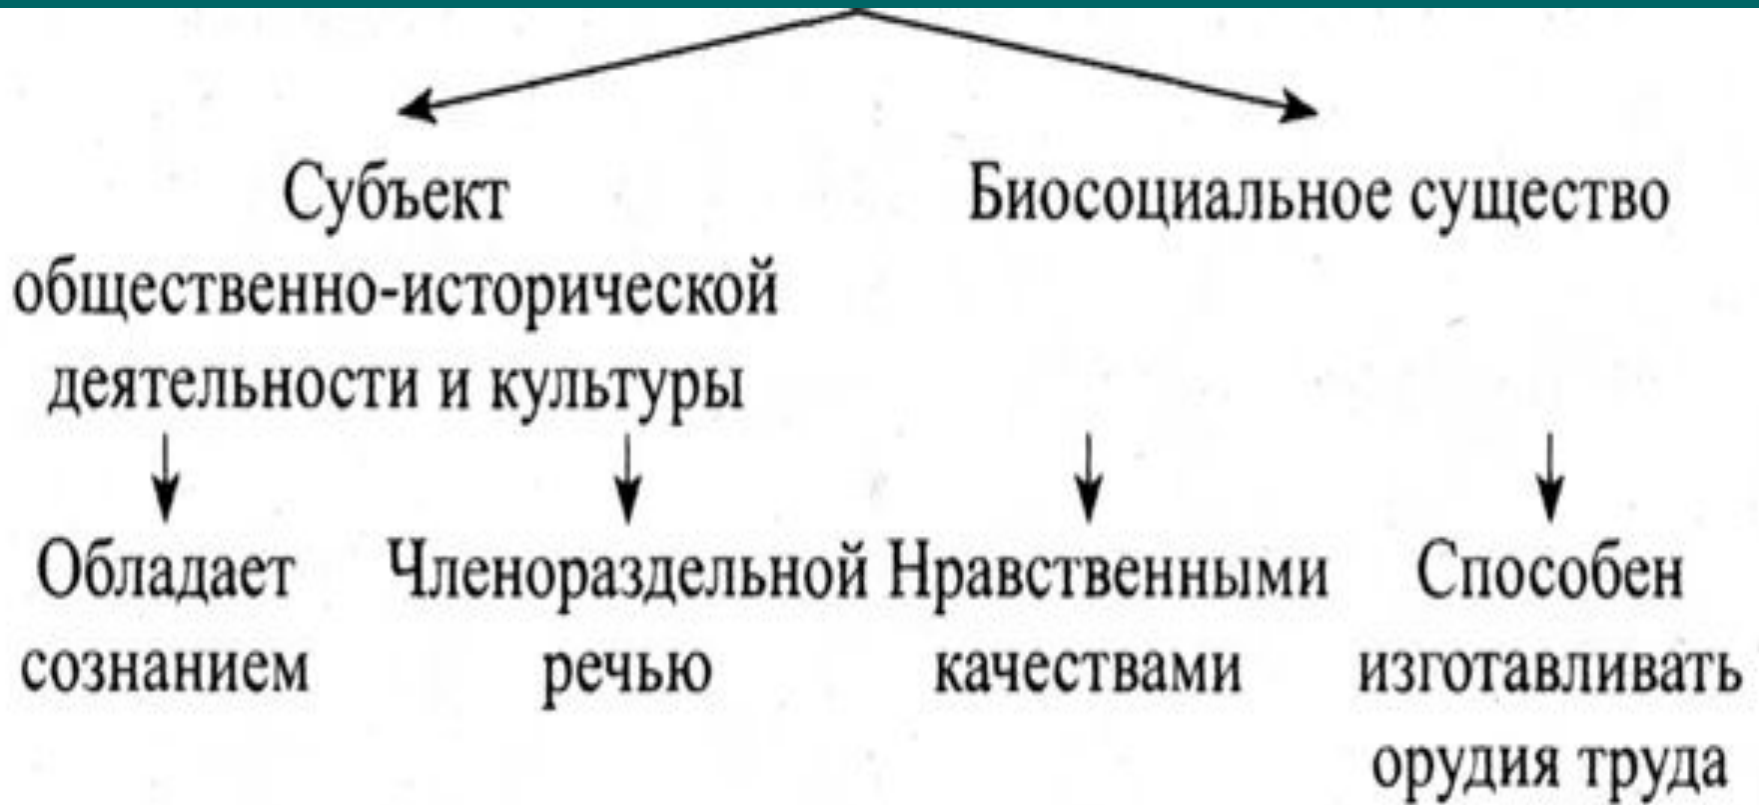 Субъект
общественно-исторической
деятельности и культуры
Биосоциальное существо
Обладает
сознанием
Членораздельной
речью
Нравственными
качествами
Способен
изготавливать
орудия труда